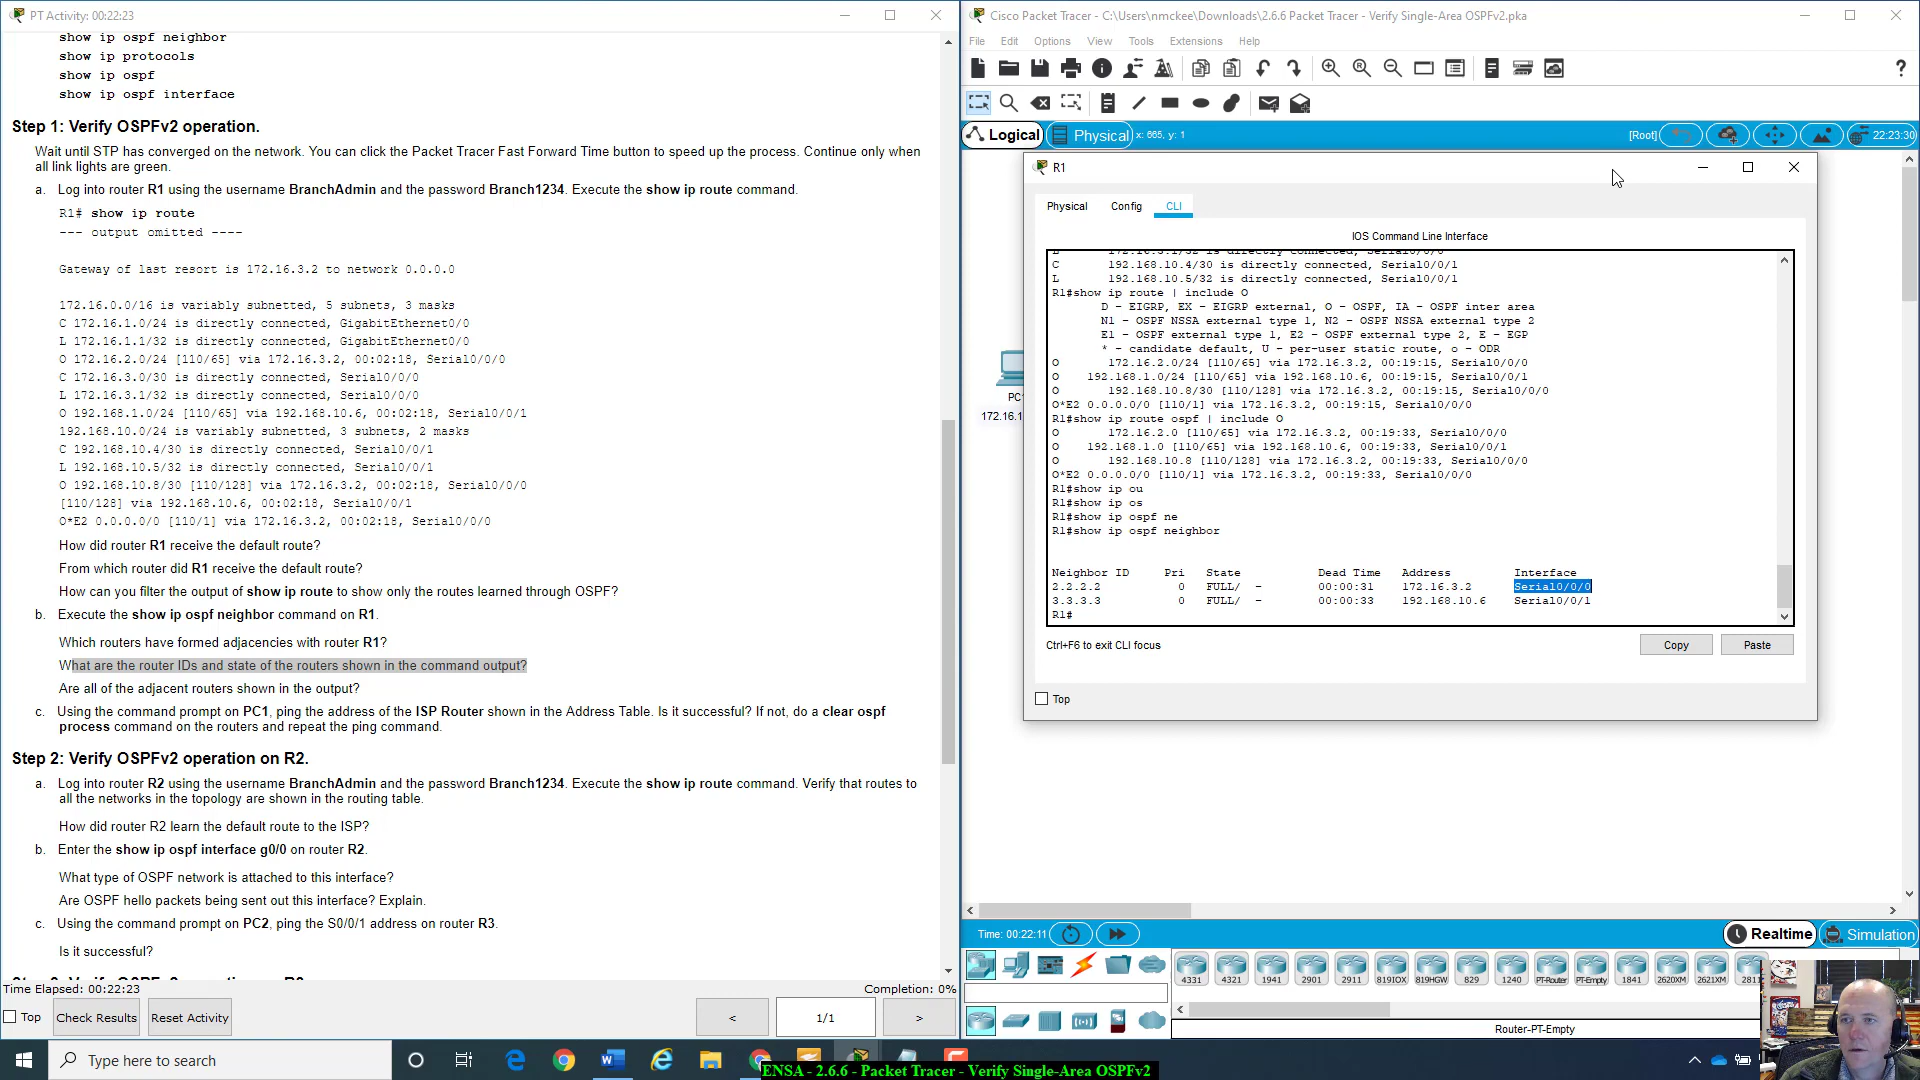 PT Activity: 00:22:23
show ip ospf neighbor
show ip protocols
show ip ospf
show ip ospf interface
Step 1: Verify OSPFv2 operation.
Wait until STP has converged on the network. You can click the Packet Tracer Fast Forward Time button to speed up the process. Continue only when
all link lights are green.
a. Log into router R1 using the username BranchAdmin and the password Branch1234. Execute the show ip route command.
R1# show ip route
--- output omitted ----
Gateway of last resort is 172.16.3.2 to network 0.0.0.0
172.16.0.0/16 is variably subnetted, 5 subnets, 3 masks
C 172.16.1.0/24 is directly connected, GigabitEthernet0/0
L 172.16.1.1/32 is directly connected, GigabitEthernet0/0
O 172.16.2.0/24 [110/65] via 172.16.3.2, 00:02:18, Serial0/0/0
C 172.16.3.0/30 is directly connected, Serial0/0/0
L 172.16.3.1/32 is directly connected, Serial0/0/0
O 192.168.1.0/24 [110/65] via 192.168.10.6, 00:02:18, Serial0/0/1
192.168.10.0/24 is variably subnetted, 3 subnets, 2 masks
C 192.168.10.4/30 is directly connected, Serial0/0/1
L 192.168.10.5/32 is directly connected, Serial0/0/1
O 192.168.10.8/30 [110/128] via 172.16.3.2, 00:02:18, Serial0/0/0
[110/128] via 192.168.10.6, 00:02:18, Serial0/0/1
O*E2 0.0.0.0/0 [110/1] via 172.16.3.2, 00:02:18, Serial0/0/0
How did router R1 receive the default route?
From which router did R1 receive the default route?
How can you filter the output of show ip route to show only the routes learned through OSPF?
b. Execute the show ip ospf neighbor command on R1.
Which routers have formed adjacencies with router R1?
What are the router IDs and state of the routers shown in the command output?
Are all of the adjacent routers shown in the output?
c. Using the command prompt on PC1, ping the address of the ISP Router shown in the Address Table. Is it successful? If not, do a clear ospf
process command on the routers and repeat the ping command.
Step 2: Verify OSPFv2 operation on R2.
a. Log into router R2 using the username BranchAdmin and the password Branch1234. Execute the show ip route command. Verify that routes to
all the networks in the topology are shown in the routing table.
How did router R2 learn the default route to the ISP?
b. Enter the show ip ospf interface g0/0 on router R2.
What type of OSPF network is attached to this interface?
Are OSPF hello packets being sent out this interface? Explain.
c. Using the command prompt on PC2, ping the S0/0/1 address on router R3.
Is it successful?
Time Elapsed: 00:22:23
Completion: 0%
Top
Check Results
Reset Activity
<
1/1
>
Cisco Packet Tracer - C:\Users\nmckee\Downloads\2.6.6 Packet Tracer - Verify Single-Area OSPFv2.pka
File Edit Options View Tools Extensions Help
?
Logical
Physical
x: 665, y: 1
[Root]
22:23:30
R1
Physical
Config
CLI
IOS Command Line Interface
L 172.16.3.1/32 is directly connected, Serial0/0/0
C 192.168.10.4/30 is directly connected, Serial0/0/1
L 192.168.10.5/32 is directly connected, Serial0/0/1
R1#show ip route | include O
D - EIGRP, EX - EIGRP external, O - OSPF, IA - OSPF inter area
N1 - OSPF NSSA external type 1, N2 - OSPF NSSA external type 2
E1 - OSPF external type 1, E2 - OSPF external type 2, E - EGP
* - candidate default, U - per-user static route, o - ODR
O 172.16.2.0/24 [110/65] via 172.16.3.2, 00:19:15, Serial0/0/0
O 192.168.1.0/24 [110/65] via 192.168.10.6, 00:19:15, Serial0/0/1
O 192.168.10.8/30 [110/128] via 172.16.3.2, 00:19:15, Serial0/0/0
O*E2 0.0.0.0/0 [110/1] via 172.16.3.2, 00:19:15, Serial0/0/0
R1#show ip route ospf | include O
O 172.16.2.0 [110/65] via 172.16.3.2, 00:19:33, Serial0/0/0
O 192.168.1.0 [110/65] via 192.168.10.6, 00:19:33, Serial0/0/1
O 192.168.10.8 [110/128] via 172.16.3.2, 00:19:33, Serial0/0/0
O*E2 0.0.0.0/0 [110/1] via 172.16.3.2, 00:19:33, Serial0/0/0
R1#show ip ou
R1#show ip os
R1#show ip ospf ne
R1#show ip ospf neighbor
Neighbor ID Pri State Dead Time Address Interface
2.2.2.2 0 FULL/ - 00:00:31 172.16.3.2 Serial0/0/0
3.3.3.3 0 FULL/ - 00:00:33 192.168.10.6 Serial0/0/1
R1#
Ctrl+F6 to exit CLI focus
Copy
Paste
Top
PC1
172.16.1
Time: 00:22:11
Realtime
Simulation
4331 4321 1941 2901 2911 819IOX 819HGW 829 1240 PT-Router PT-Empty 1841 2620XM 2621XM 2811
Router-PT-Empty
Type here to search
ENSA - 2.6.6 - Packet Tracer - Verify Single-Area OSPFv2